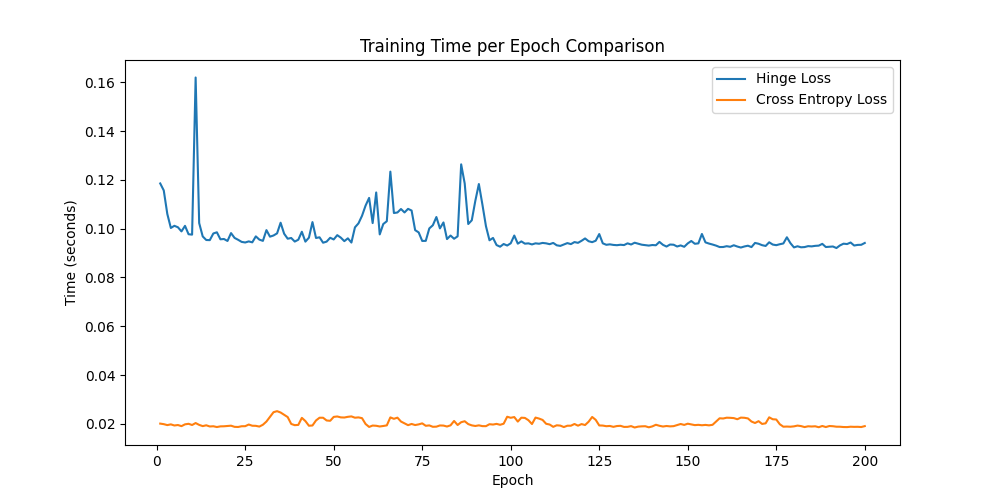 Training Time per Epoch Comparison
Hinge Loss
Cross Entropy Loss
Time (seconds)
0.16
0.14
0.12
0.10
0.08
0.06
0.04
0.02
0 25 50 75 100 125 150 175 200
Epoch